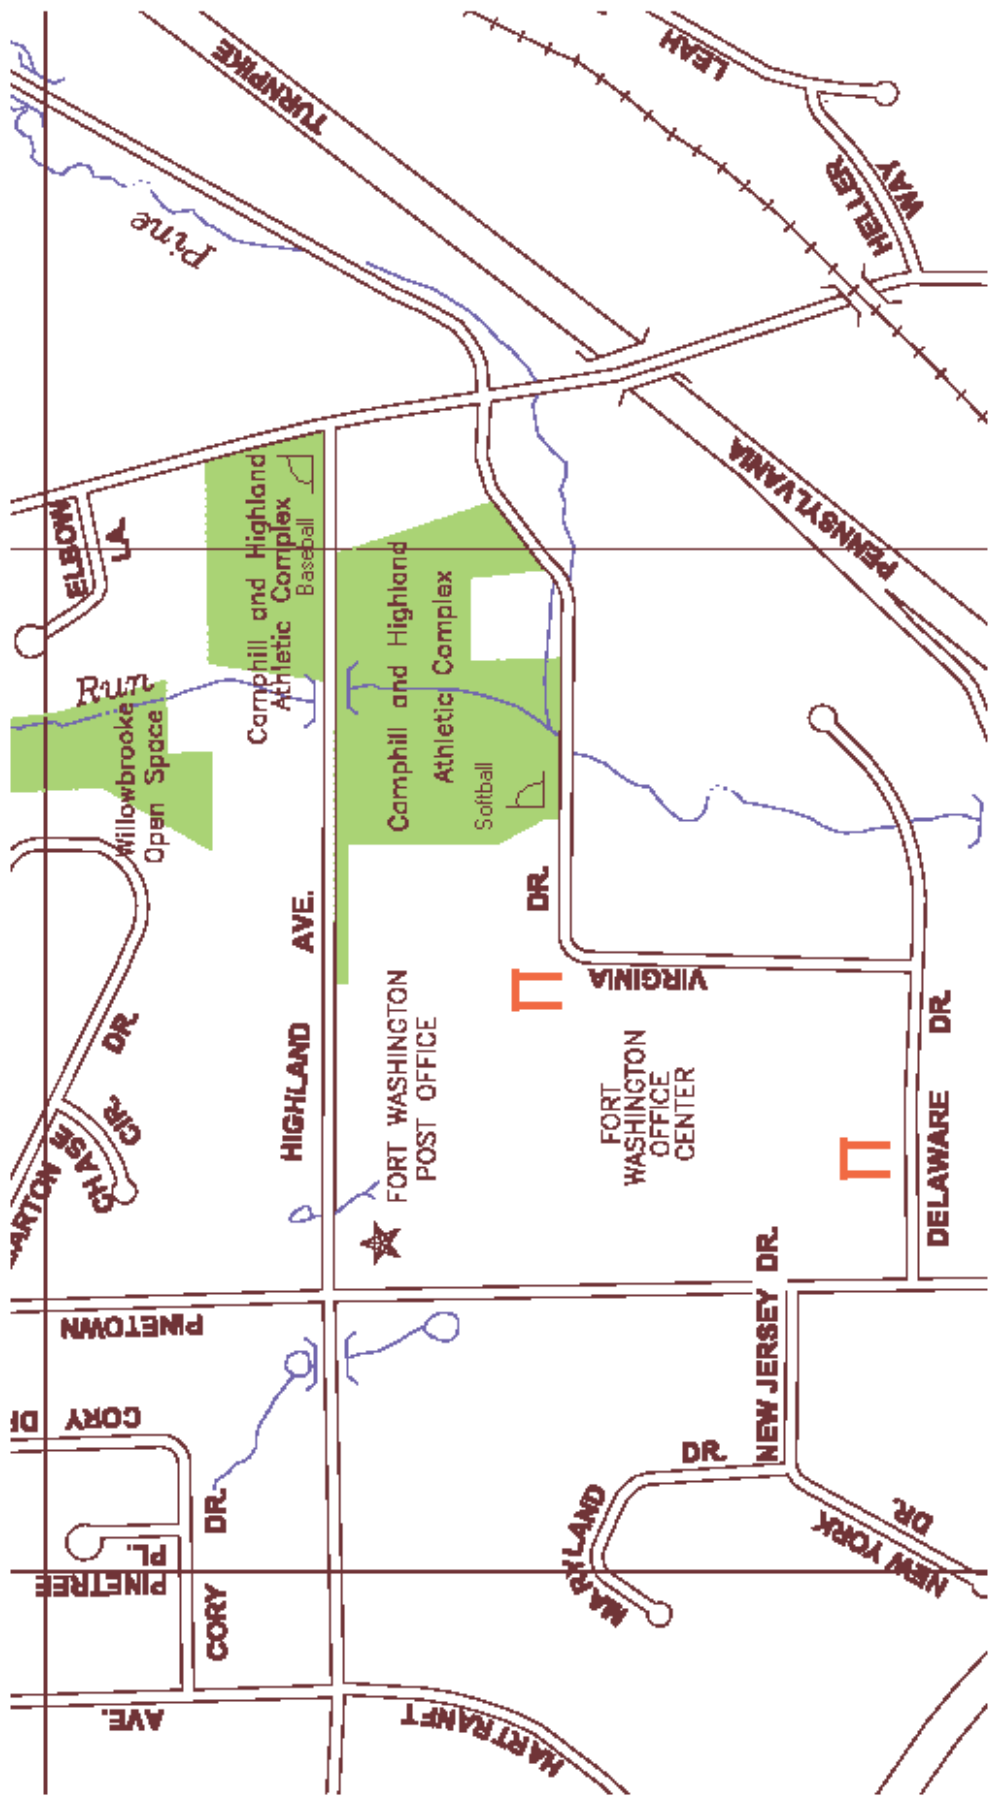 LEAH
TURNPIKE
HELLER
WAY
Pine
PENNSYLVANIA
ELBOW
LA.
Camphill and Highland
Athletic Complex
Baseball
Camphill and Highland
Athletic Complex
Softball
Run
Willowbrooke
Open Space
DR.
VIRGINIA
HIGHLAND AVE.
FORT WASHINGTON
POST OFFICE
FORT
WASHINGTON
OFFICE
CENTER
DELAWARE DR.
DR.
CHASE CIR.
ARTON
PINETOWN
NEW JERSEY DR.
CORY
CORY DR.
PINETREE
PL.
MARYLAND
DR.
NEW YORK
DR.
HARTRANFT
AVE.